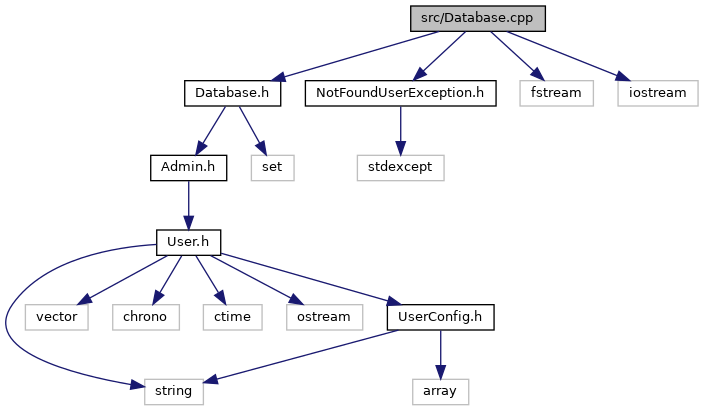 src/Database.cpp
Database.h
NotFoundUserException.h
fstream
iostream
Admin.h
set
stdexcept
User.h
vector
chrono
ctime
ostream
UserConfig.h
string
array